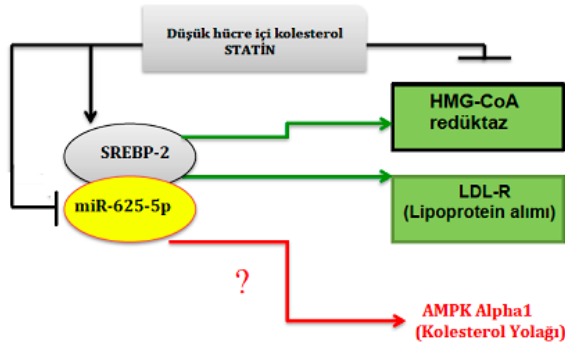 Düşük hücre içi kolesterol
STATİN
HMG-CoA
redüktaz
SREBP-2
miR-625-5p
LDL-R
(Lipoprotein alımı)
?
AMPK Alpha1
(Kolesterol Yolağı)